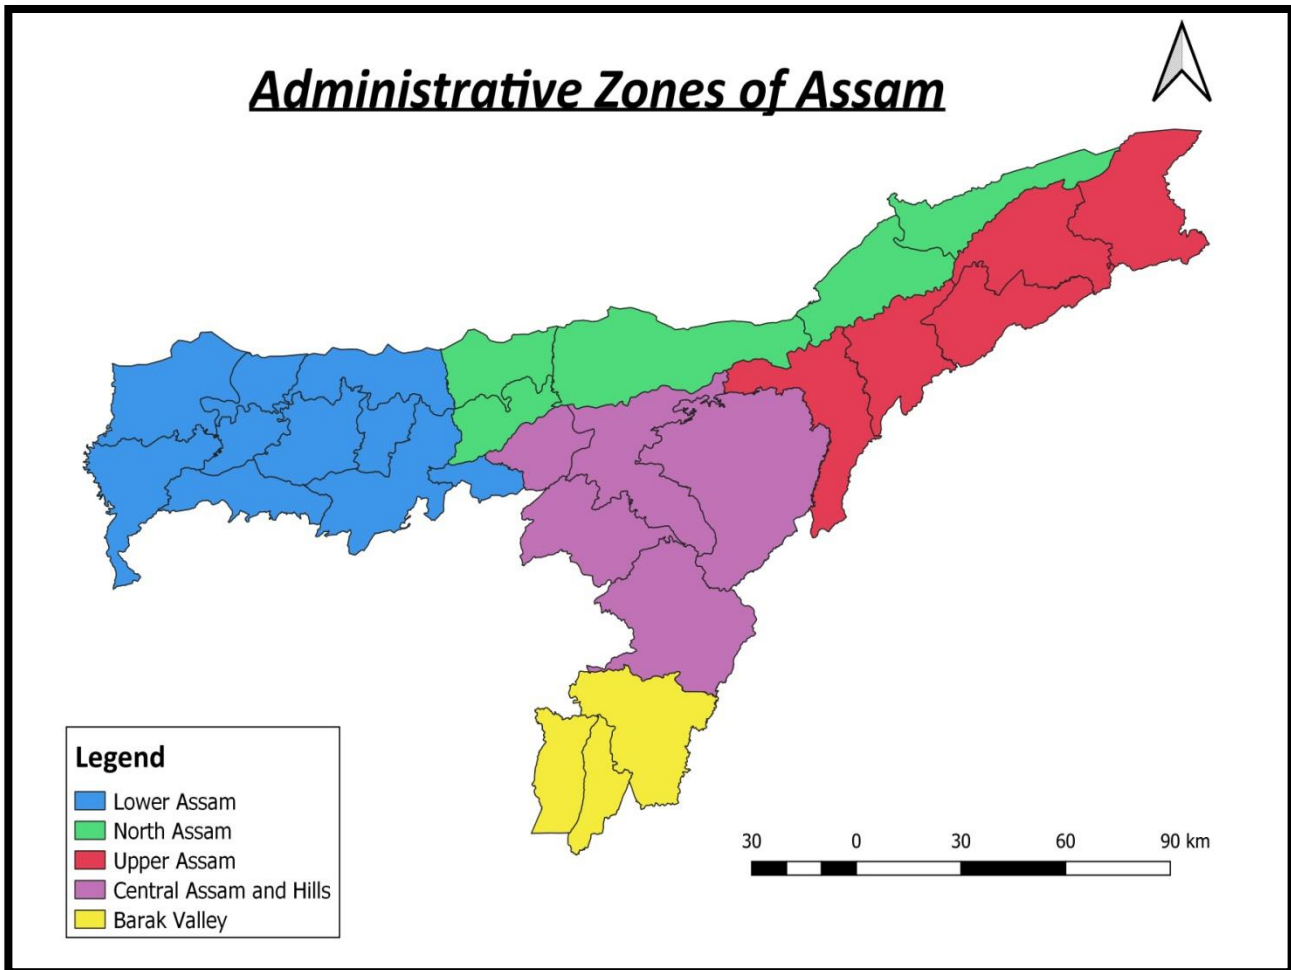 Administrative Zones of Assam
Legend
Lower Assam
North Assam
Upper Assam
Central Assam and Hills
Barak Valley
30 0 30 60 90 km